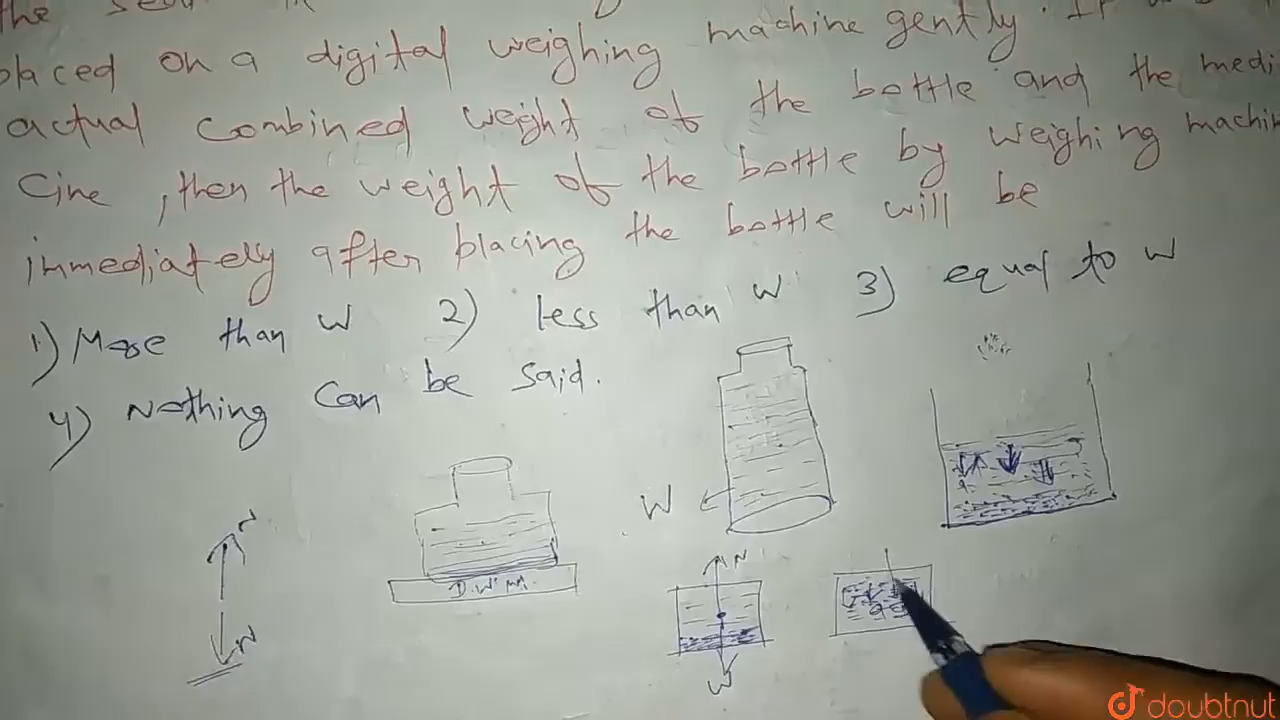 the
placed on a digital weighing machine gently. If
actual combined weight of the bottle and the medi
cine, then the weight of the bottle by weighing machin
immediately after placing the bottle will be
1) More than W 2) less than W 3) equal to W
4) Nothing can be said.
W
N
D.W.M.
N
N
W
doubtnut